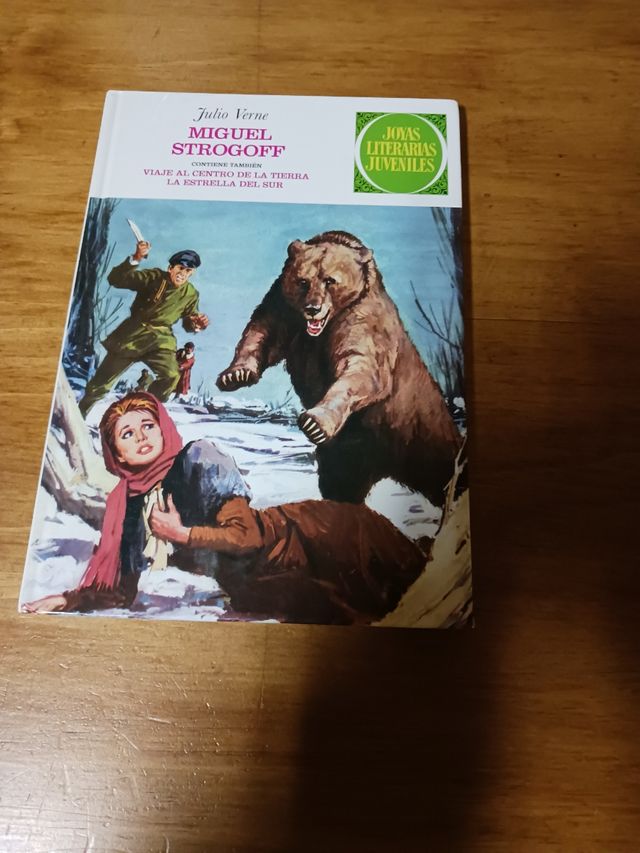 Julio Verne
MIGUEL
STROGOFF
CONTIENE TAMBIÉN
VIAJE AL CENTRO DE LA TIERRA
LA ESTRELLA DEL SUR
JOYAS
LITERARIAS
JUVENILES